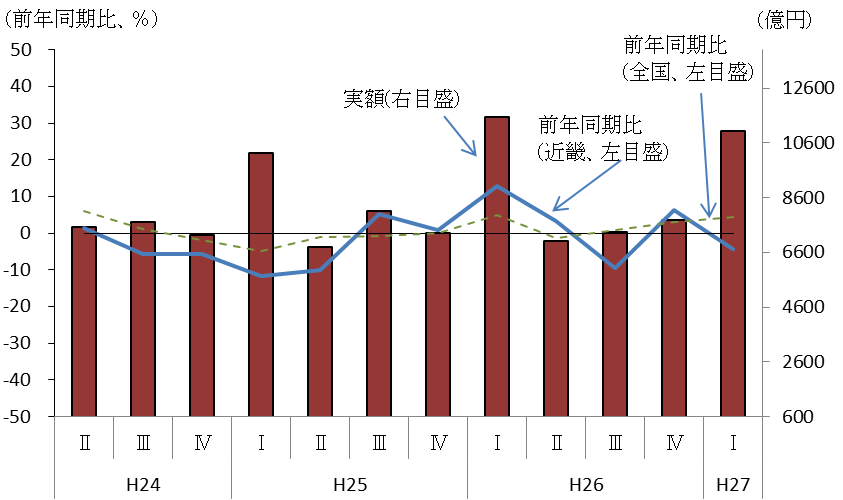 (前年同期比、%)
(億円)
50
40
30
20
10
0
-10
-20
-30
-40
-50
12600
10600
8600
6600
4600
2600
600
前年同期比
(全国、左目盛)
実額(右目盛)
前年同期比
(近畿、左目盛)
Ⅱ Ⅲ Ⅳ Ⅰ Ⅱ Ⅲ Ⅳ Ⅰ Ⅱ Ⅲ Ⅳ Ⅰ
H24 H25 H26 H27